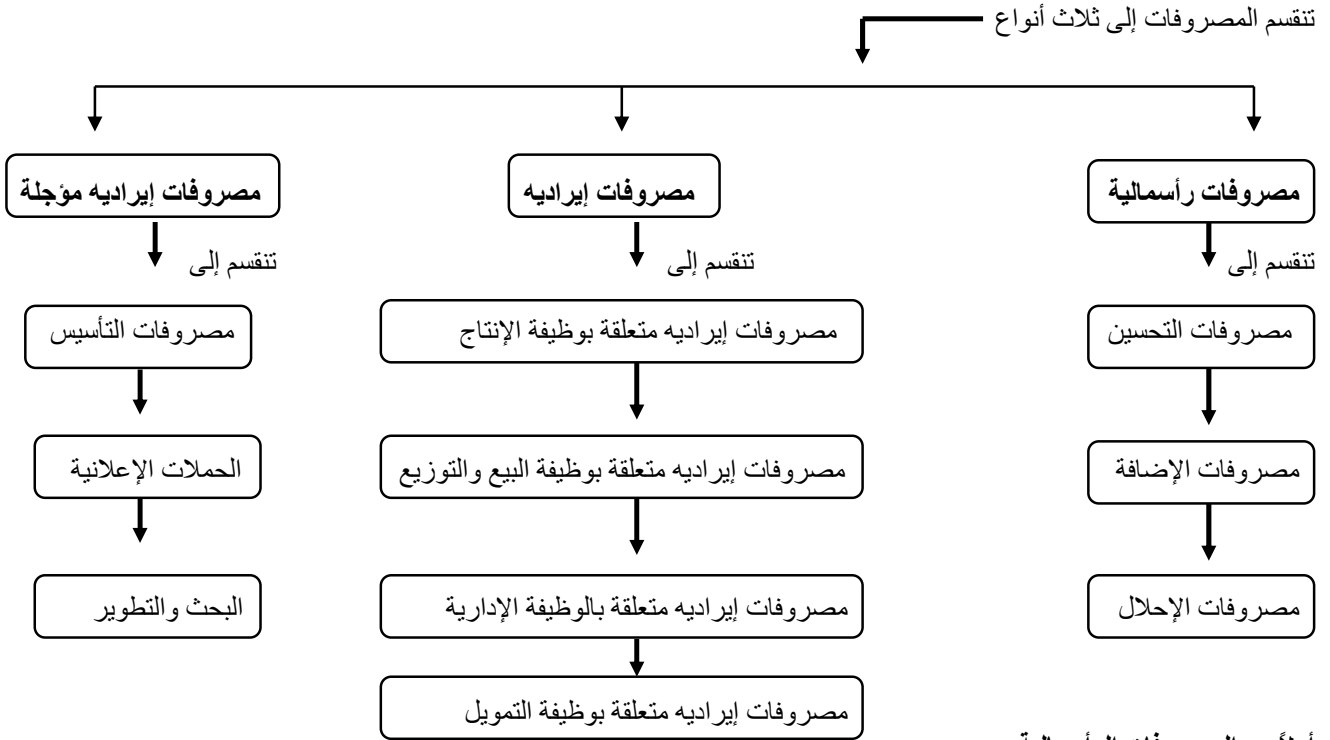 تنقسم المصروفات إلى ثلاث أنواع
مصروفات رأسمالية
مصروفات إيراديه
مصروفات إيراديه مؤجلة
تنقسم إلى
تنقسم إلى
تنقسم إلى
مصروفات التحسين
مصروفات إيراديه متعلقة بوظيفة الإنتاج
مصروفات التأسيس
مصروفات الإضافة
مصروفات إيراديه متعلقة بوظيفة البيع والتوزيع
الحملات الإعلانية
مصروفات الإحلال
مصروفات إيراديه متعلقة بالوظيفة الإدارية
البحث والتطوير
مصروفات إيراديه متعلقة بوظيفة التمويل